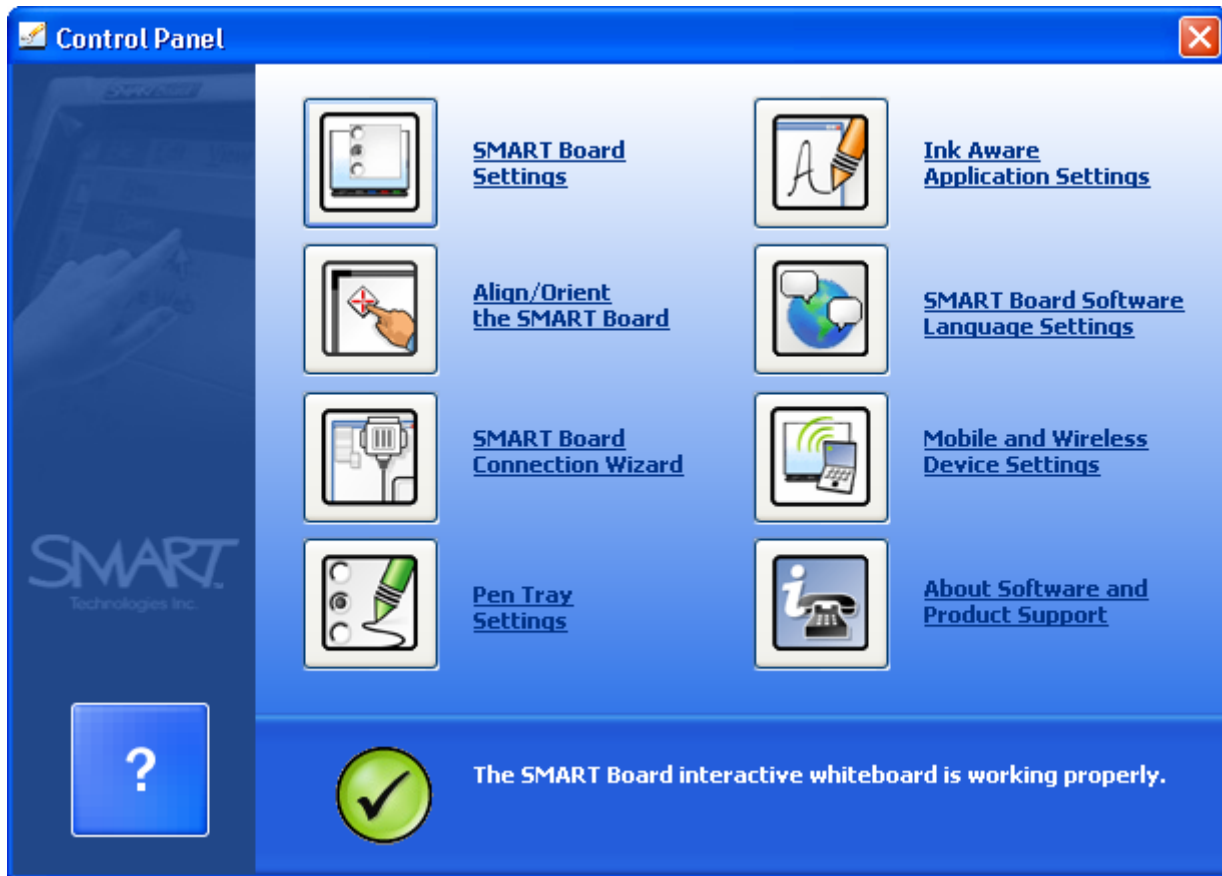 Control Panel
SMART Board
Settings
Ink Aware
Application Settings
Align/Orient
the SMART Board
SMART Board Software
Language Settings
SMART Board
Connection Wizard
Mobile and Wireless
Device Settings
Pen Tray
Settings
About Software and
Product Support
SMART
Technologies Inc.
?
The SMART Board interactive whiteboard is working properly.